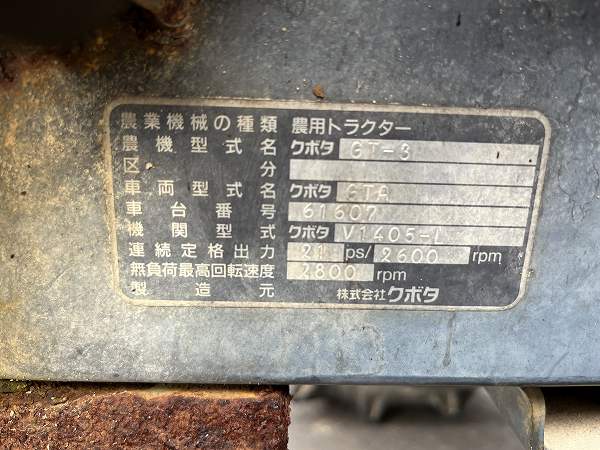 農業機械の種類 農用トラクター
農機型式名 クボタ GT-3
区分
車両型式名 クボタ GTA
車台番号 61607
機関型式 クボタ V1405-L
連続定格出力 21 ps/ 2600 rpm
無負荷最高回転速度 2800 rpm
製造元 株式会社クボタ